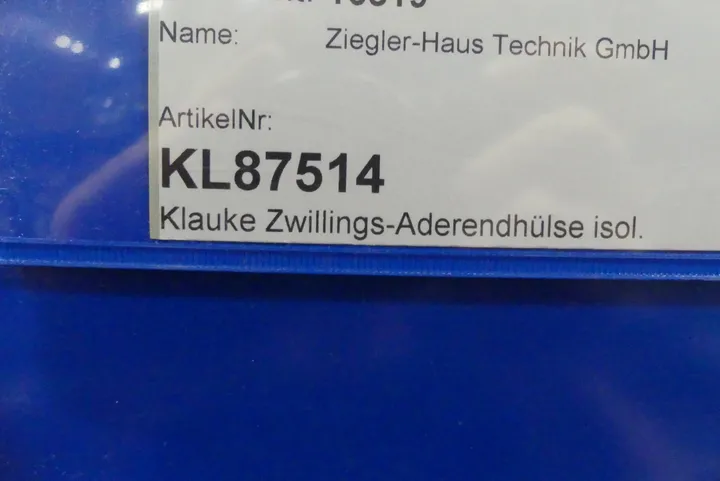 Name: Ziegler-Haus Technik GmbH
ArtikelNr:
KL87514
Klauke Zwillings-Aderendhülse isol.